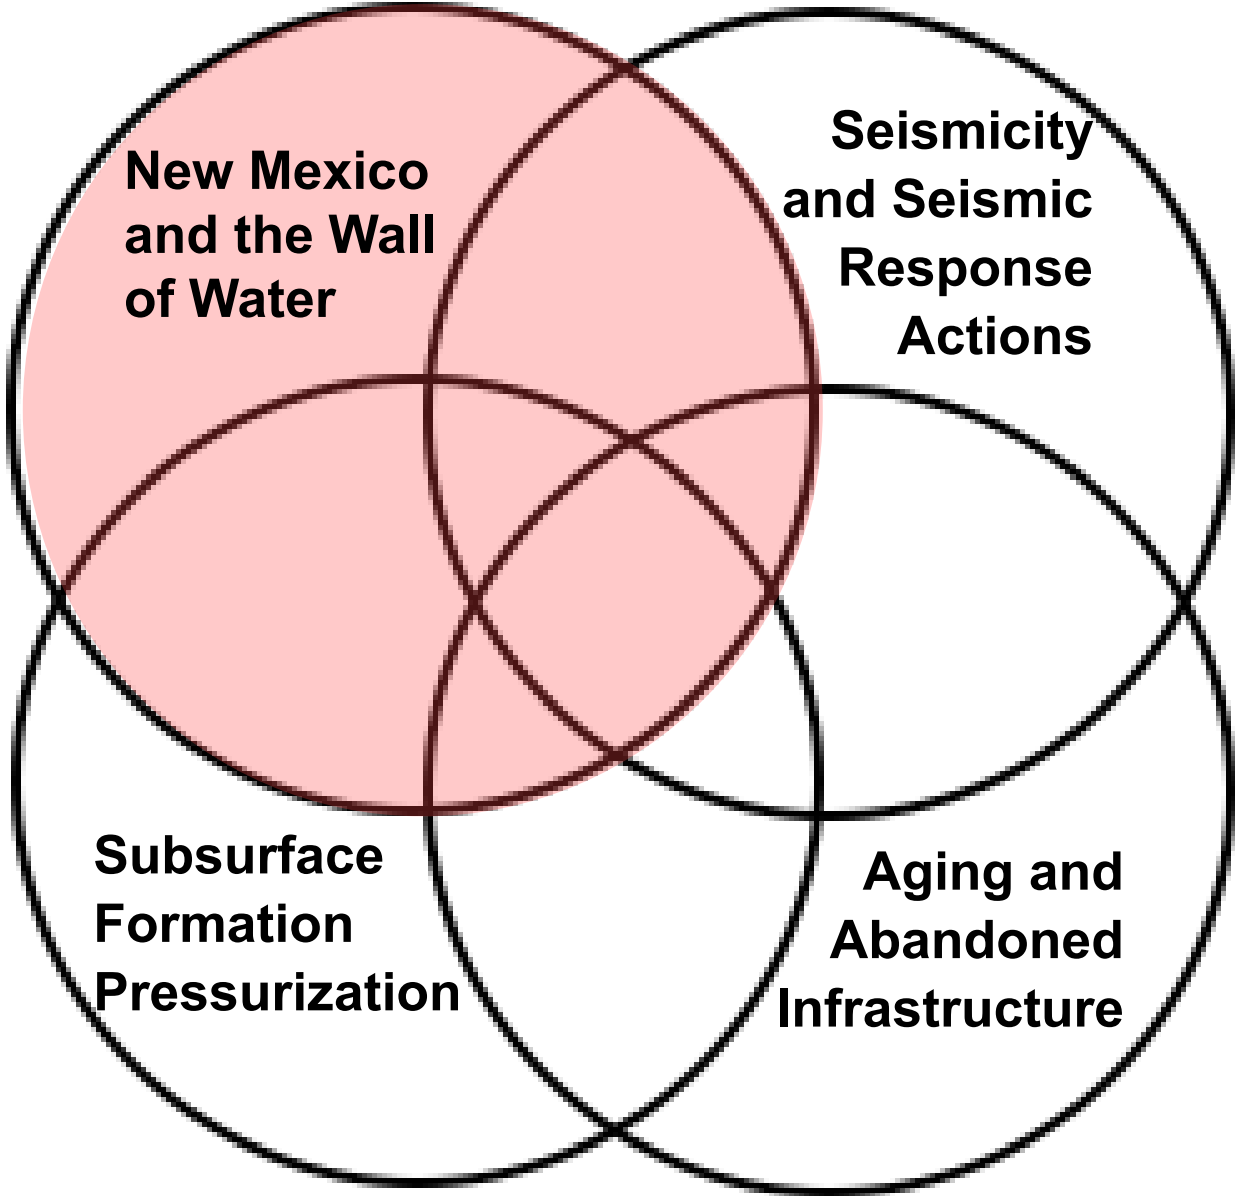 New Mexico
and the Wall
of Water
Seismicity
and Seismic
Response
Actions
Subsurface
Formation
Pressurization
Aging and
Abandoned
Infrastructure